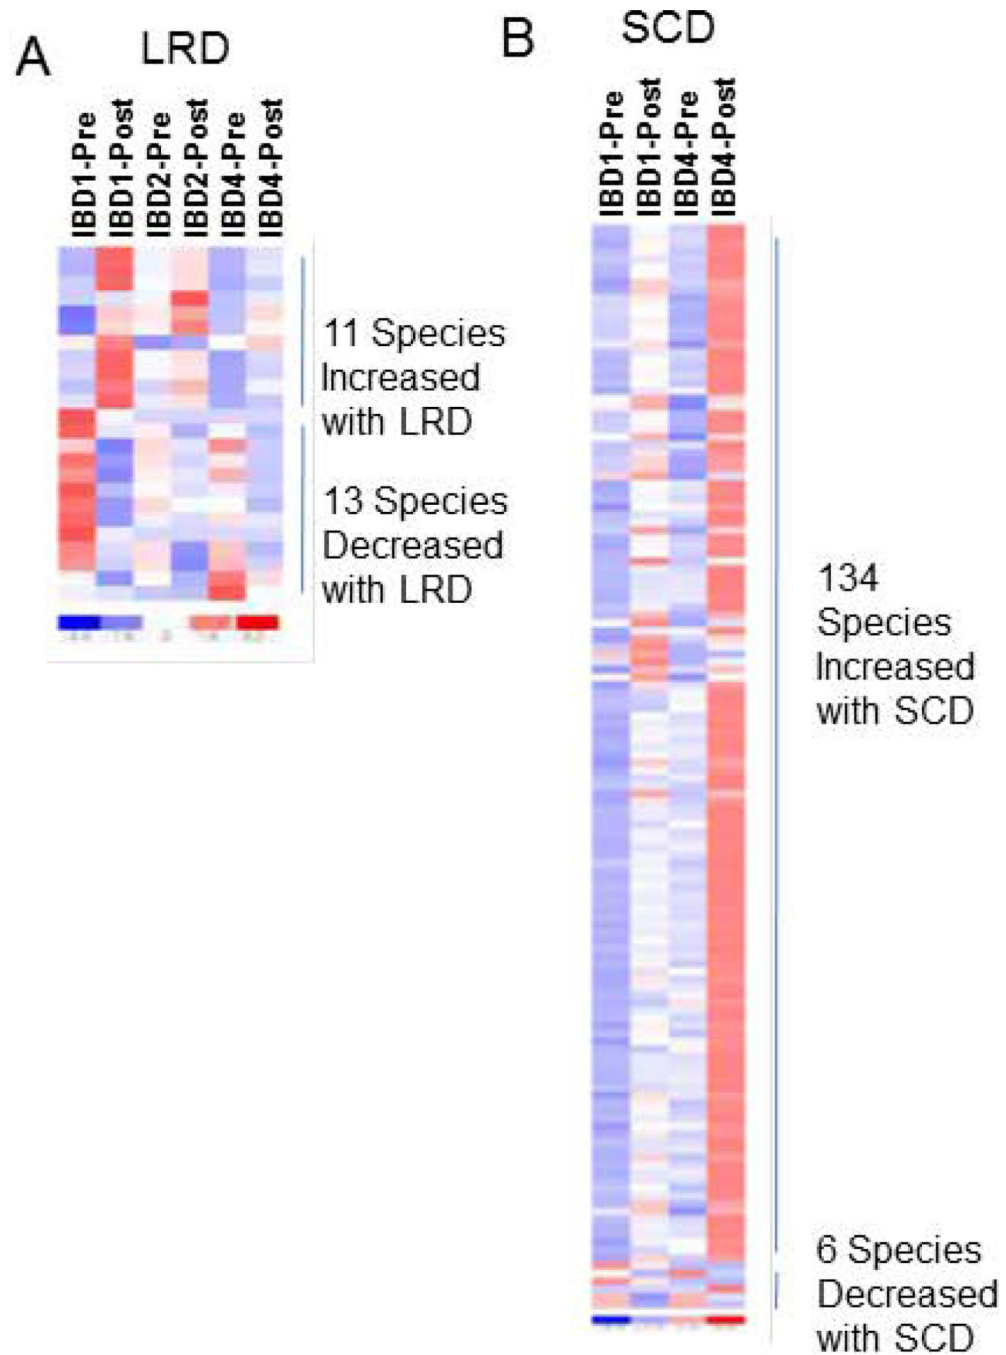 A
LRD
IBD1-Pre
IBD1-Post
IBD2-Pre
IBD2-Post
IBD4-Pre
IBD4-Post
11 Species
Increased
with LRD
13 Species
Decreased
with LRD
B
SCD
IBD1-Pre
IBD1-Post
IBD4-Pre
IBD4-Post
134
Species
Increased
with SCD
6 Species
Decreased
with SCD